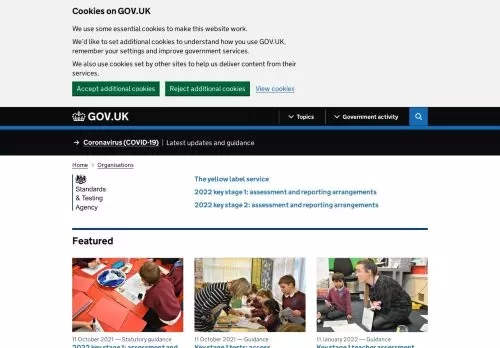 Cookies on GOV.UK
We use some essential cookies to make this website work.
We'd like to set additional cookies to understand how you use GOV.UK,
remember your settings and improve government services.
We also use cookies set by other sites to help us deliver content from their
services.
Accept additional cookies
Reject additional cookies
View cookies
GOV.UK
Topics
Government activity
→ Coronavirus (COVID-19) | Latest updates and guidance
Home > Organisations
Standards
& Testing
Agency
The yellow label service
2022 key stage 1: assessment and reporting arrangements
2022 key stage 2: assessment and reporting arrangements
Featured
11 October 2021 — Statutory guidance
11 October 2021 — Guidance
11 January 2022 — Guidance
2022 key stage 1: assessment and
Key stage 1 tests: access
Key stage 1 teacher assessment